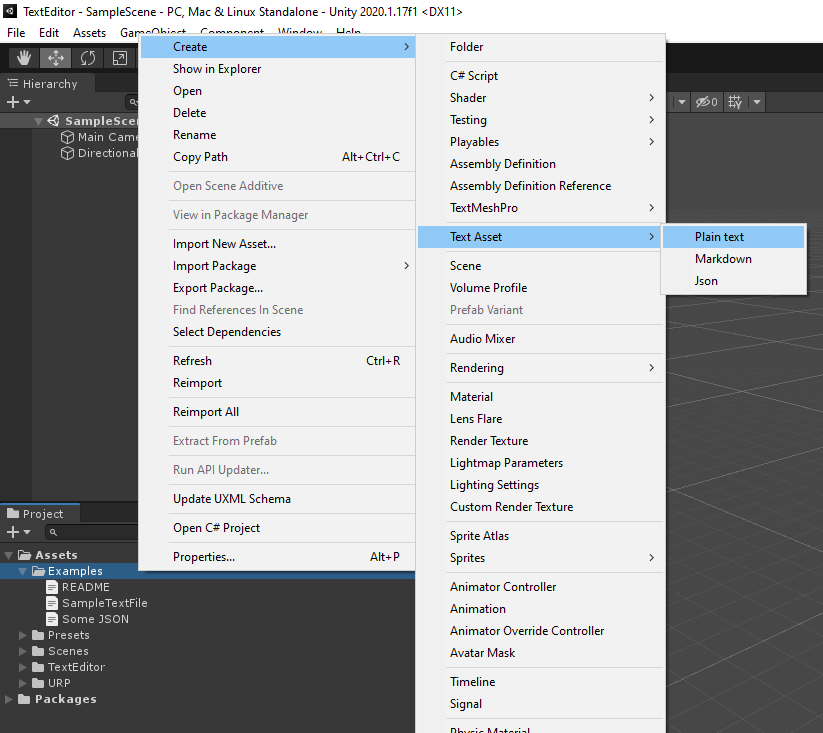 TextEditor - SampleScene - PC, Mac & Linux Standalone - Unity 2020.1.17f1 <DX11>
File Edit Assets GameObject Component Window Help
Hierarchy
SampleScen
Main Came
Directional
0
Create
Show in Explorer
Open
Delete
Rename
Copy Path Alt+Ctrl+C
Open Scene Additive
View in Package Manager
Import New Asset...
Import Package
Export Package...
Find References In Scene
Select Dependencies
Refresh Ctrl+R
Reimport
Reimport All
Extract From Prefab
Run API Updater...
Update UXML Schema
Open C# Project
Properties... Alt+P
Folder
C# Script
Shader
Testing
Playables
Assembly Definition
Assembly Definition Reference
TextMeshPro
Text Asset
Scene
Volume Profile
Prefab Variant
Audio Mixer
Rendering
Material
Lens Flare
Render Texture
Lightmap Parameters
Lighting Settings
Custom Render Texture
Sprite Atlas
Sprites
Animator Controller
Animation
Animator Override Controller
Avatar Mask
Timeline
Signal
Physic Material
Plain text
Markdown
Json
Project
Assets
Examples
README
SampleTextFile
Some JSON
Presets
Scenes
TextEditor
URP
Packages